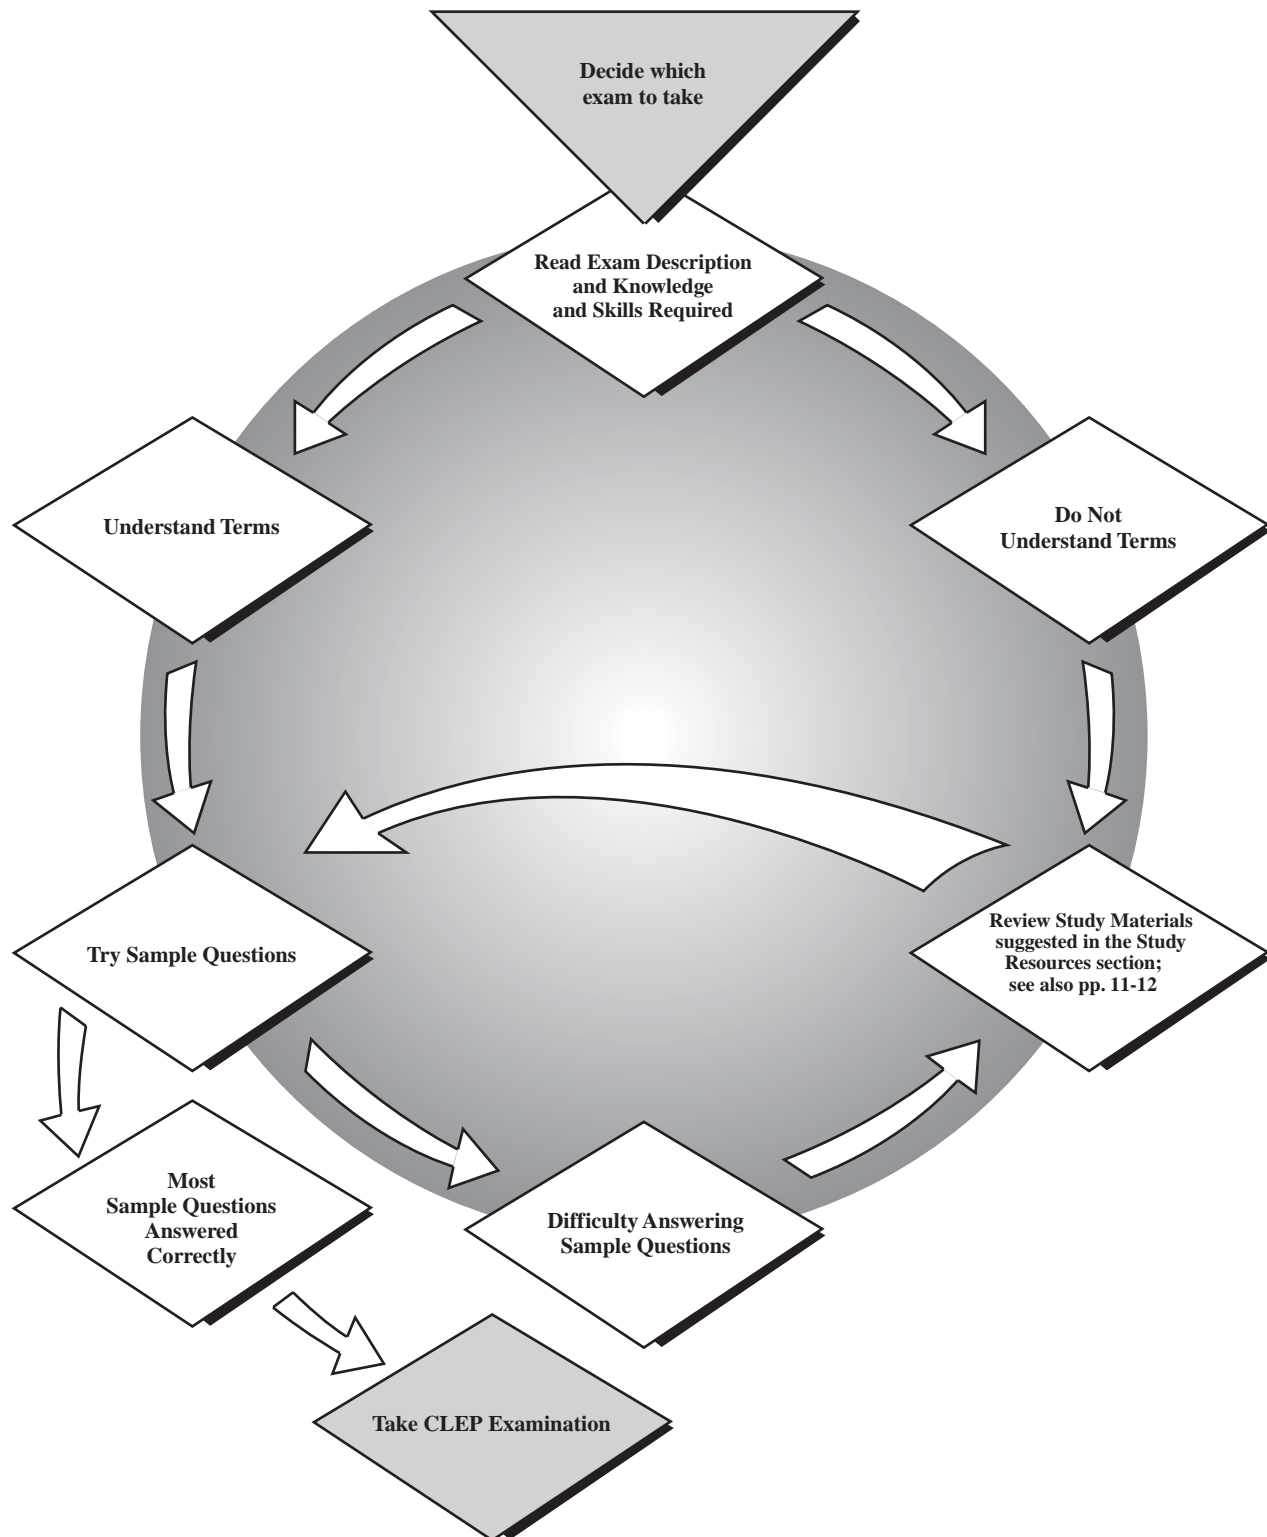 Decide which
exam to take
Read Exam Description
and Knowledge
and Skills Required
Understand Terms
Do Not
Understand Terms
Try Sample Questions
Review Study Materials
suggested in the Study
Resources section;
see also pp. 11-12
Most
Sample Questions
Answered
Correctly
Difficulty Answering
Sample Questions
Take CLEP Examination